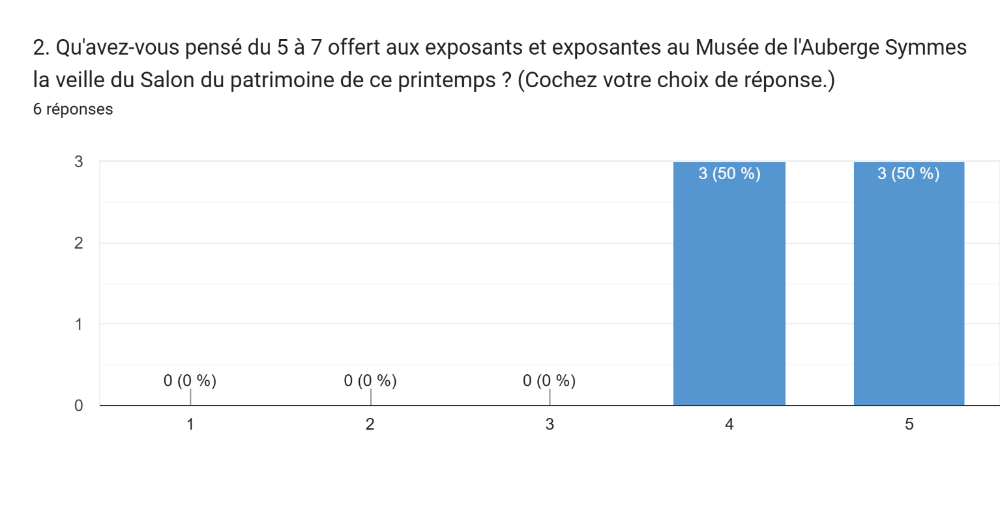 2. Qu'avez-vous pensé du 5 à 7 offert aux exposants et exposantes au Musée de l'Auberge Symmes
la veille du Salon du patrimoine de ce printemps ? (Cochez votre choix de réponse.)
6 réponses
3
3 (50 %)
3 (50 %)
2
1
0 (0 %)
0 (0 %)
0 (0 %)
0
1
2
3
4
5